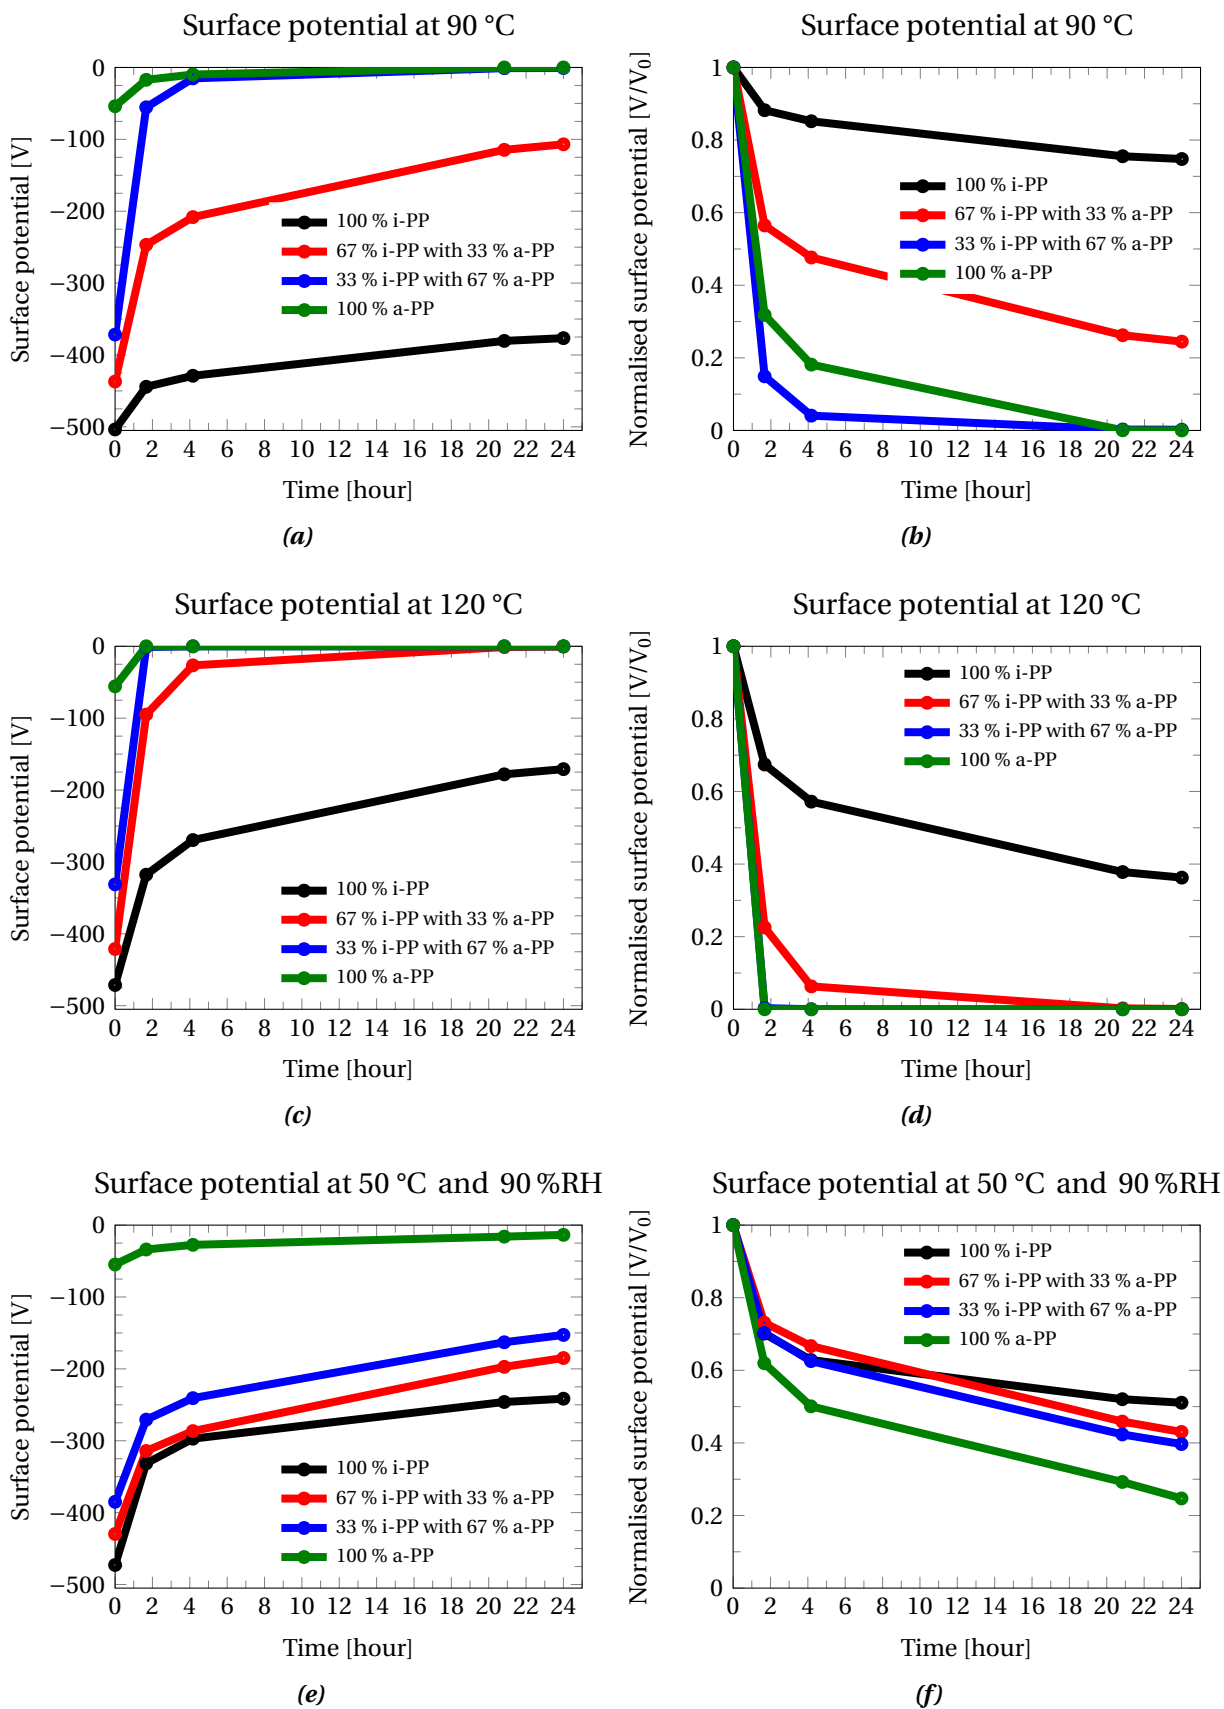 Surface potential at 90 °C
Surface potential [V]
0
−100
−200
−300
−400
−500
100 % i-PP
67 % i-PP with 33 % a-PP
33 % i-PP with 67 % a-PP
100 % a-PP
0 2 4 6 8 10 12 14 16 18 20 22 24
Time [hour]
(a)
Surface potential at 90 °C
Normalised surface potential [V/V0]
1
0.8
0.6
0.4
0.2
0
100 % i-PP
67 % i-PP with 33 % a-PP
33 % i-PP with 67 % a-PP
100 % a-PP
0 2 4 6 8 10 12 14 16 18 20 22 24
Time [hour]
(b)
Surface potential at 120 °C
Surface potential [V]
0
−100
−200
−300
−400
−500
100 % i-PP
67 % i-PP with 33 % a-PP
33 % i-PP with 67 % a-PP
100 % a-PP
0 2 4 6 8 10 12 14 16 18 20 22 24
Time [hour]
(c)
Surface potential at 120 °C
Normalised surface potential [V/V0]
1
0.8
0.6
0.4
0.2
0
100 % i-PP
67 % i-PP with 33 % a-PP
33 % i-PP with 67 % a-PP
100 % a-PP
0 2 4 6 8 10 12 14 16 18 20 22 24
Time [hour]
(d)
Surface potential at 50 °C and 90 %RH
Surface potential [V]
0
−100
−200
−300
−400
−500
100 % i-PP
67 % i-PP with 33 % a-PP
33 % i-PP with 67 % a-PP
100 % a-PP
0 2 4 6 8 10 12 14 16 18 20 22 24
Time [hour]
(e)
Surface potential at 50 °C and 90 %RH
Normalised surface potential [V/V0]
1
0.8
0.6
0.4
0.2
0
100 % i-PP
67 % i-PP with 33 % a-PP
33 % i-PP with 67 % a-PP
100 % a-PP
0 2 4 6 8 10 12 14 16 18 20 22 24
Time [hour]
(f)